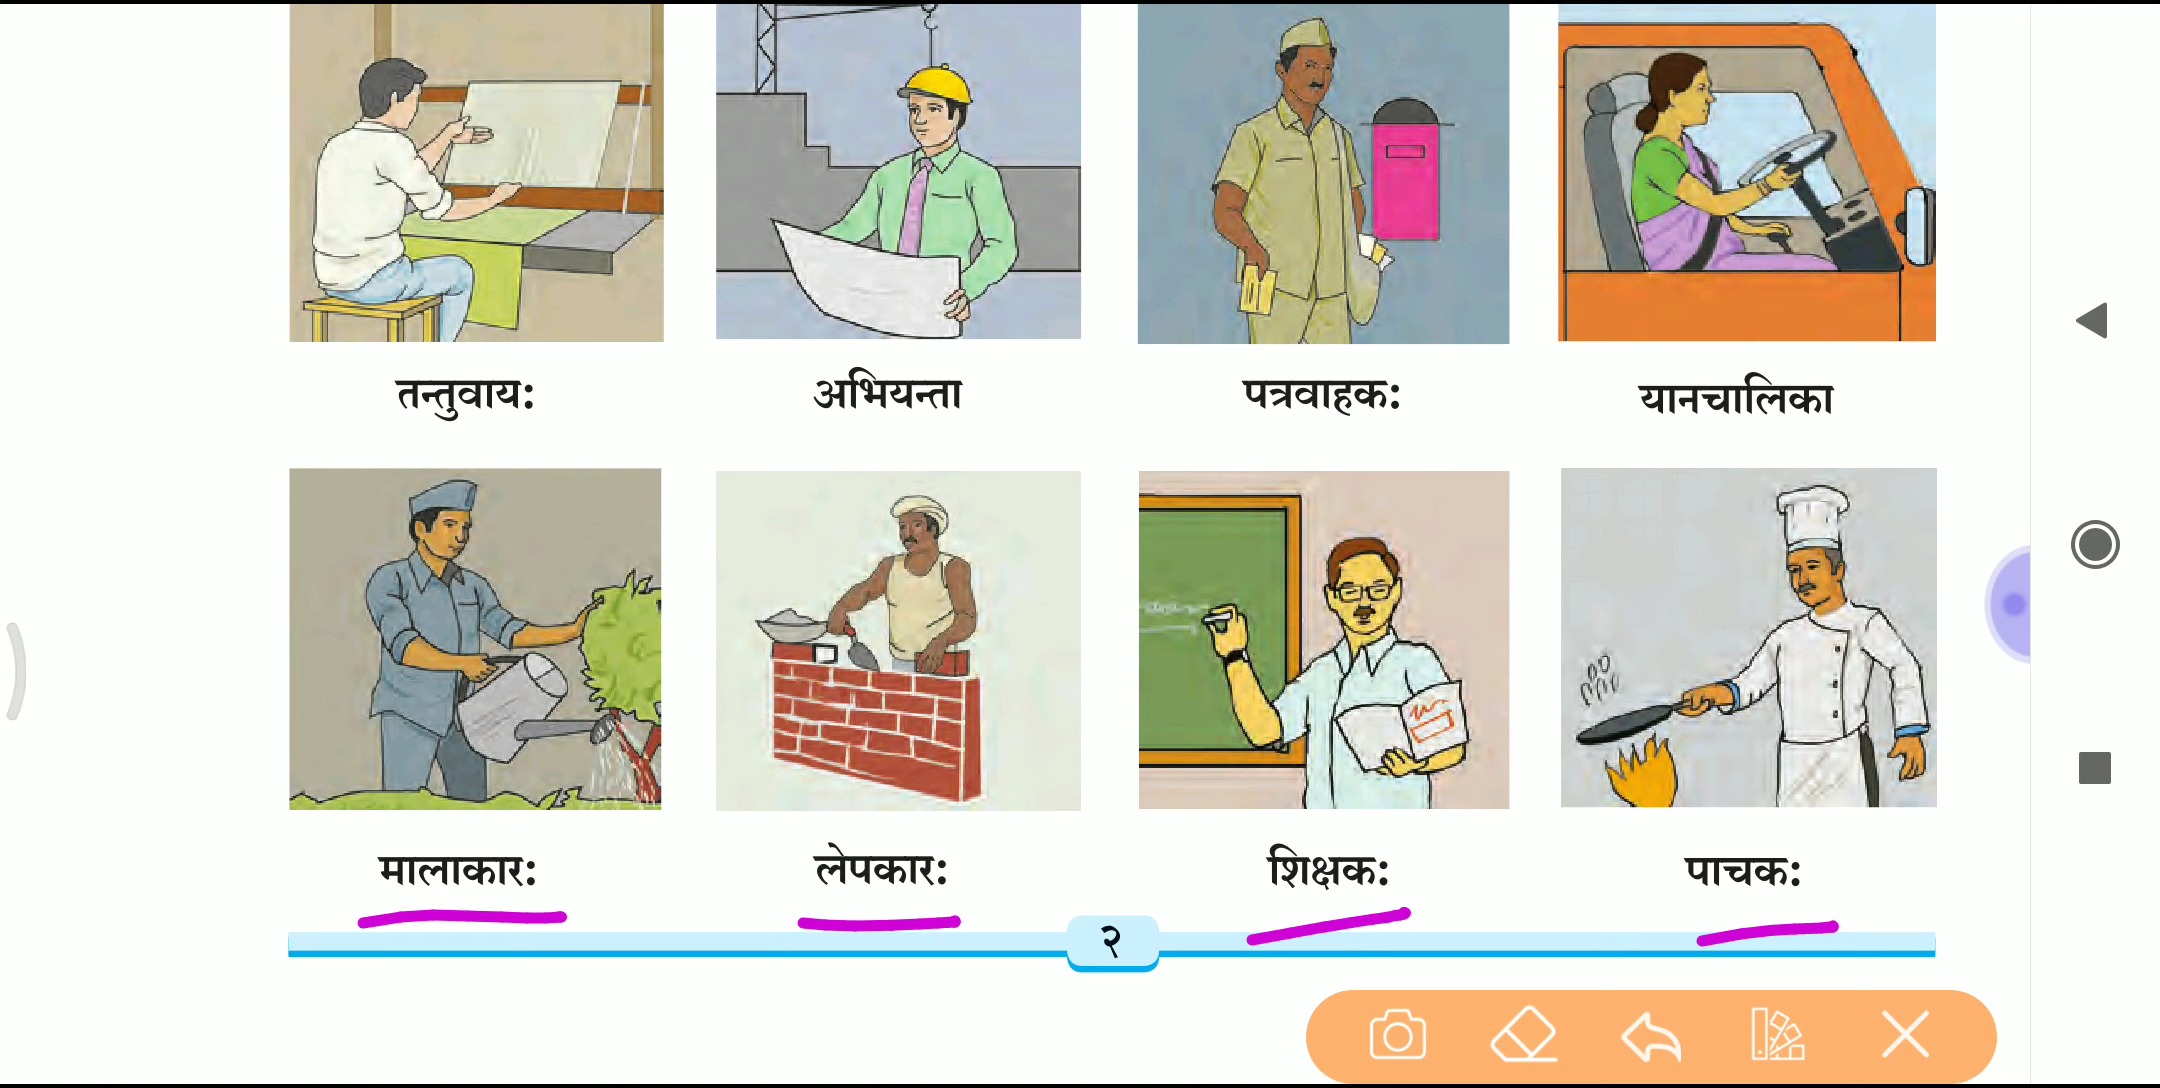 तन्तुवाय: अभियन्ता पत्रवाहक: यानचालिका
मालाकार: लेपकार: शिक्षक: पाचक:
२